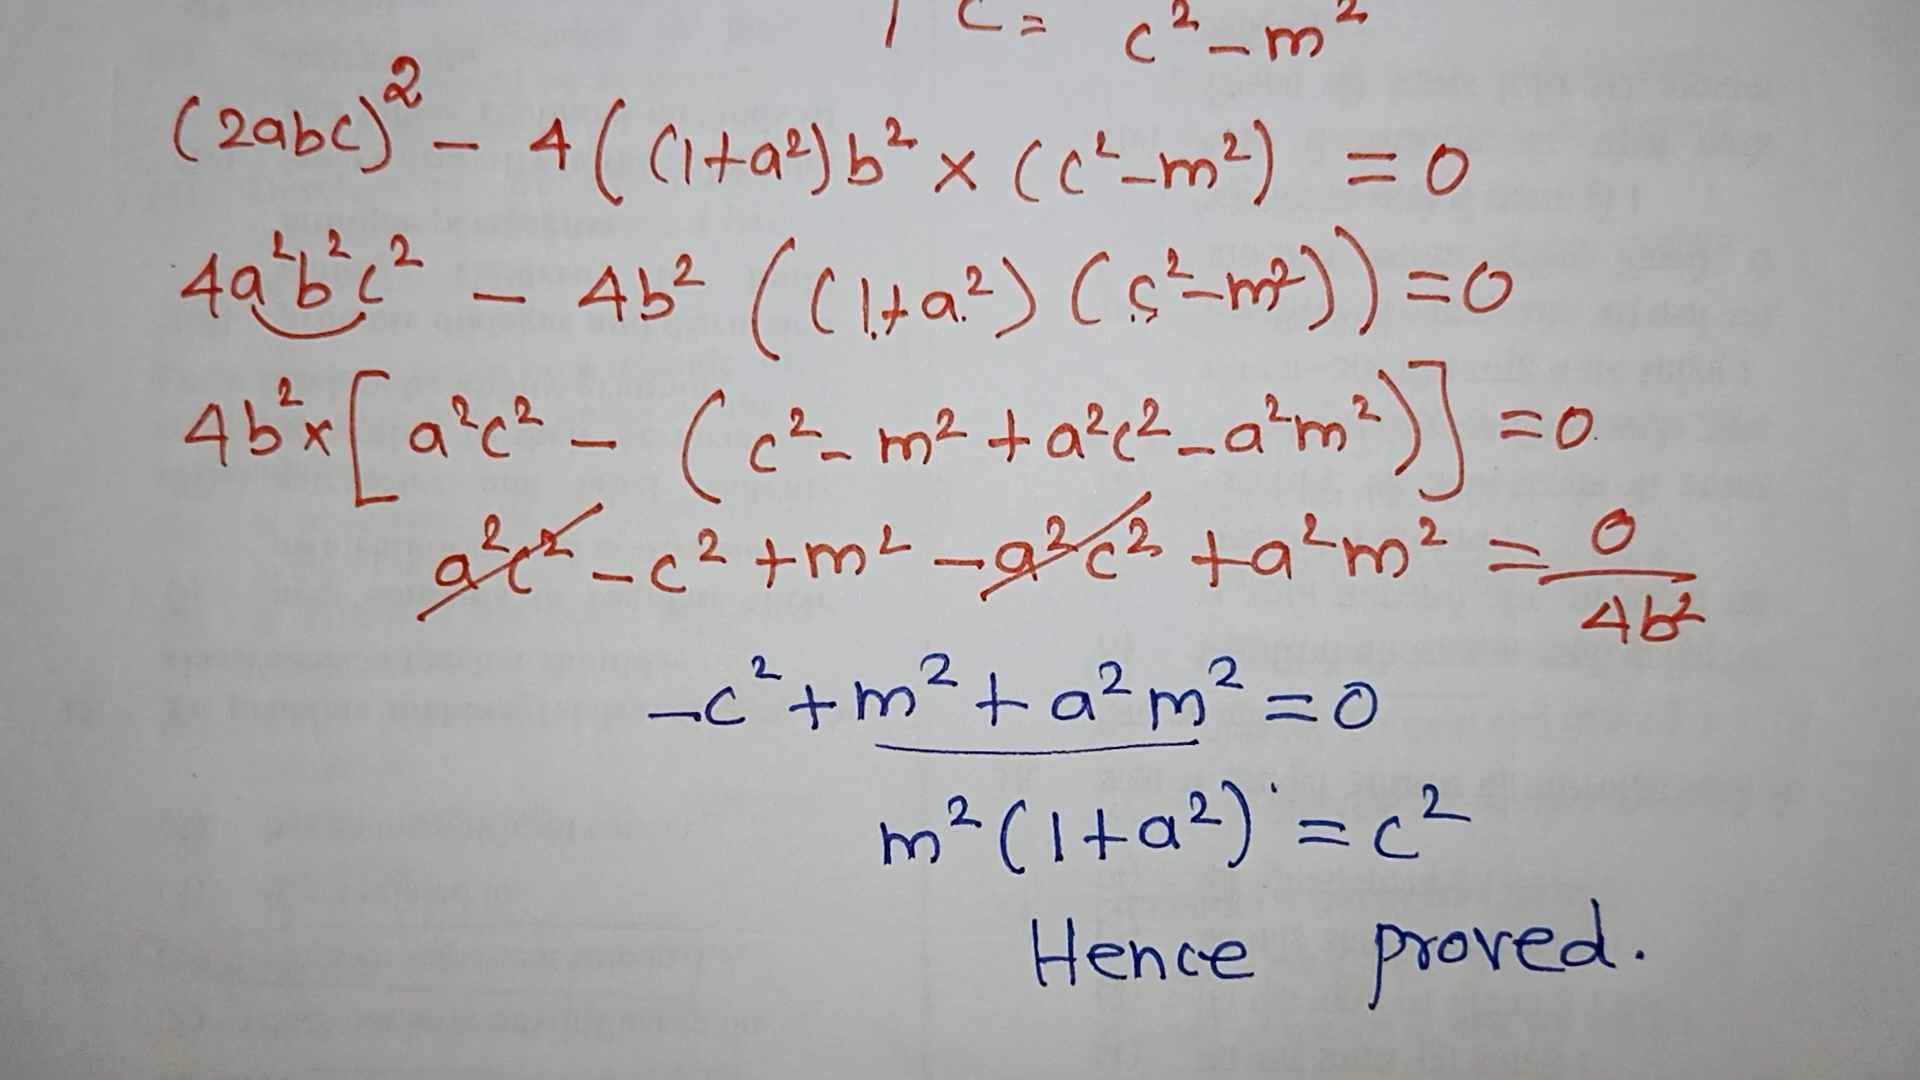 C = c² - m²
(2abc)² - 4((1+a²)b² × (c² - m²) = 0
4a²b²c² - 4b² ((1+a²) (c² - m²)) = 0
4b² × [a²c² - (c² - m² + a²c² - a²m²)] = 0
a²c² - c² + m² - a²c² + a²m² = 0/4b²
-c² + m² + a²m² = 0
m² (1+a²) = c²
Hence proved.